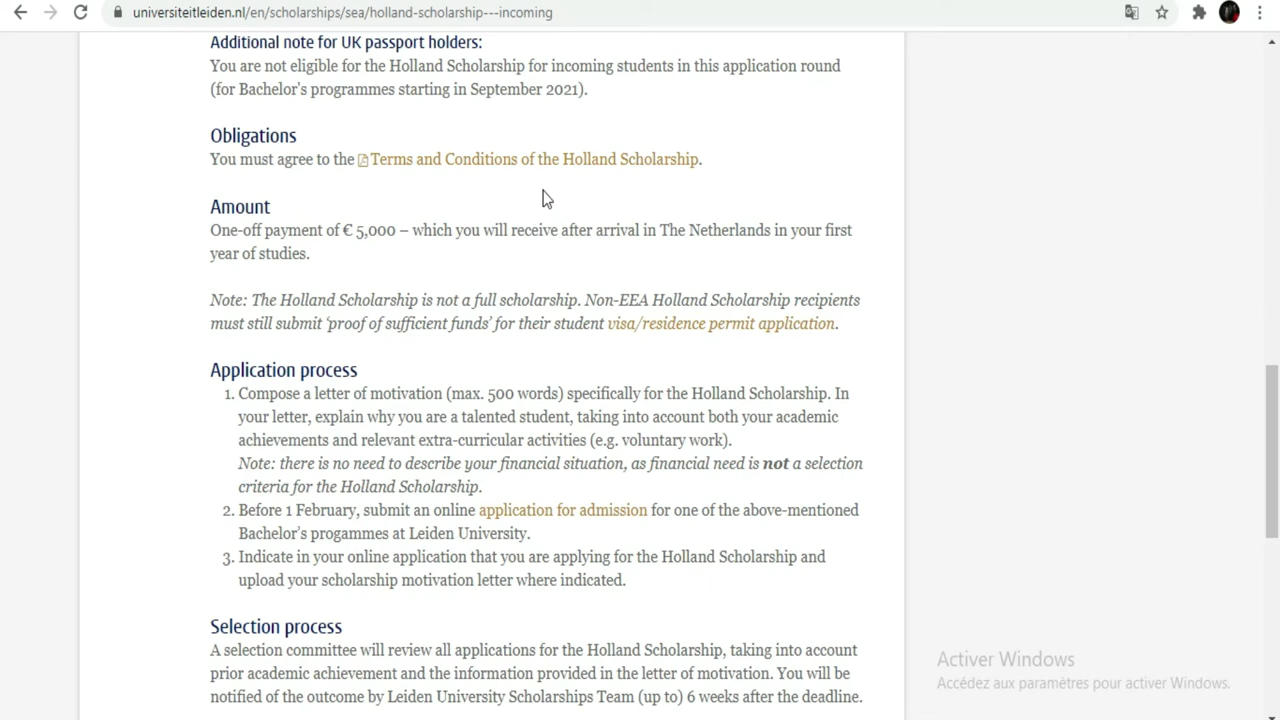 universiteitleiden.nl/en/scholarships/sea/holland-scholarship---incoming
Additional note for UK passport holders:
You are not eligible for the Holland Scholarship for incoming students in this application round
(for Bachelor's programmes starting in September 2021).
Obligations
You must agree to the Terms and Conditions of the Holland Scholarship.
Amount
One-off payment of € 5,000 – which you will receive after arrival in The Netherlands in your first
year of studies.
Note: The Holland Scholarship is not a full scholarship. Non-EEA Holland Scholarship recipients
must still submit ‘proof of sufficient funds’ for their student visa/residence permit application.
Application process
1. Compose a letter of motivation (max. 500 words) specifically for the Holland Scholarship. In
your letter, explain why you are a talented student, taking into account both your academic
achievements and relevant extra-curricular activities (e.g. voluntary work).
Note: there is no need to describe your financial situation, as financial need is not a selection
criteria for the Holland Scholarship.
2. Before 1 February, submit an online application for admission for one of the above-mentioned
Bachelor’s progammes at Leiden University.
3. Indicate in your online application that you are applying for the Holland Scholarship and
upload your scholarship motivation letter where indicated.
Selection process
A selection committee will review all applications for the Holland Scholarship, taking into account
prior academic achievement and the information provided in the letter of motivation. You will be
notified of the outcome by Leiden University Scholarships Team (up to) 6 weeks after the deadline.
Activer Windows
Accédez aux paramètres pour activer Windows.